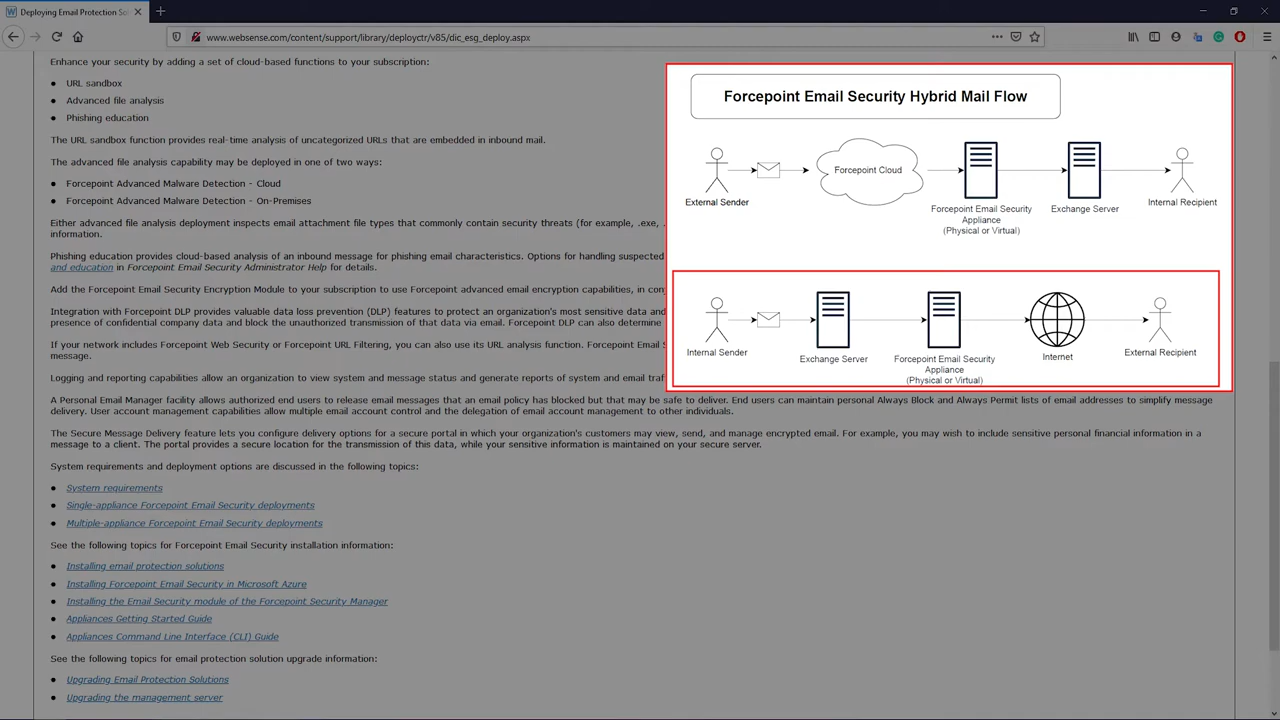 Deploying Email Protection Sol
www.websense.com/content/support/library/deployctr/v85/dic_esg_deploy.aspx
Enhance your security by adding a set of cloud-based functions to your subscription:
● URL sandbox
● Advanced file analysis
● Phishing education
The URL sandbox function provides real-time analysis of uncategorized URLs that are embedded in inbound mail.
The advanced file analysis capability may be deployed in one of two ways:
● Forcepoint Advanced Malware Detection - Cloud
● Forcepoint Advanced Malware Detection - On-Premises
Either advanced file analysis deployment inspects email attachment file types that commonly contain security threats (for example, .exe, .
information.
Phishing education provides cloud-based analysis of an inbound message for phishing email characteristics. Options for handling suspected
and education in Forcepoint Email Security Administrator Help for details.
Add the Forcepoint Email Security Encryption Module to your subscription to use Forcepoint advanced email encryption capabilities, in con
Integration with Forcepoint DLP provides valuable data loss prevention (DLP) features to protect an organization's most sensitive data and
presence of confidential company data and block the unauthorized transmission of that data via email. Forcepoint DLP can also determine
If your network includes Forcepoint Web Security or Forcepoint URL Filtering, you can also use its URL analysis function. Forcepoint Email S
message.
Logging and reporting capabilities allow an organization to view system and message status and generate reports of system and email traf
A Personal Email Manager facility allows authorized end users to release email messages that an email policy has blocked but that may be safe to deliver. End users can maintain personal Always Block and Always Permit lists of email addresses to simplify message
delivery. User account management capabilities allow multiple email account control and the delegation of email account management to other individuals.
The Secure Message Delivery feature lets you configure delivery options for a secure portal in which your organization's customers may view, send, and manage encrypted email. For example, you may wish to include sensitive personal financial information in a
message to a client. The portal provides a secure location for the transmission of this data, while your sensitive information is maintained on your secure server.
System requirements and deployment options are discussed in the following topics:
● System requirements
● Single-appliance Forcepoint Email Security deployments
● Multiple-appliance Forcepoint Email Security deployments
See the following topics for Forcepoint Email Security installation information:
● Installing email protection solutions
● Installing Forcepoint Email Security in Microsoft Azure
● Installing the Email Security module of the Forcepoint Security Manager
● Appliances Getting Started Guide
● Appliances Command Line Interface (CLI) Guide
See the following topics for email protection solution upgrade information:
● Upgrading Email Protection Solutions
● Upgrading the management server
Forcepoint Email Security Hybrid Mail Flow
External Sender
Forcepoint Cloud
Forcepoint Email Security
Appliance
(Physical or Virtual)
Exchange Server
Internal Recipient
Internal Sender
Exchange Server
Forcepoint Email Security
Appliance
(Physical or Virtual)
Internet
External Recipient